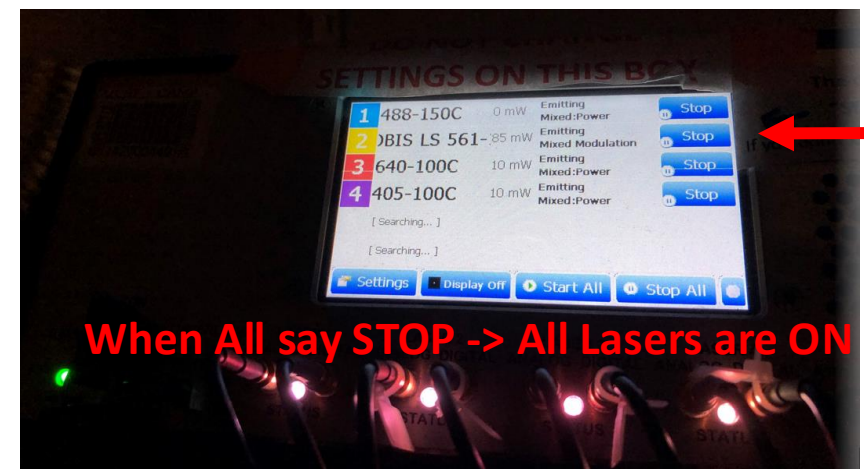 DO NOT CHANGE
SETTINGS ON THIS BOX
1 488-150C 0 mW Emitting Mixed:Power Stop
2 OBIS LS 561- 85 mW Emitting Mixed Modulation Stop
3 640-100C 10 mW Emitting Mixed:Power Stop
4 405-100C 10 mW Emitting Mixed:Power Stop
[ Searching... ]
[ Searching... ]
Settings Display Off Start All Stop All
When All say STOP -> All Lasers are ON
STATUS
STATUS